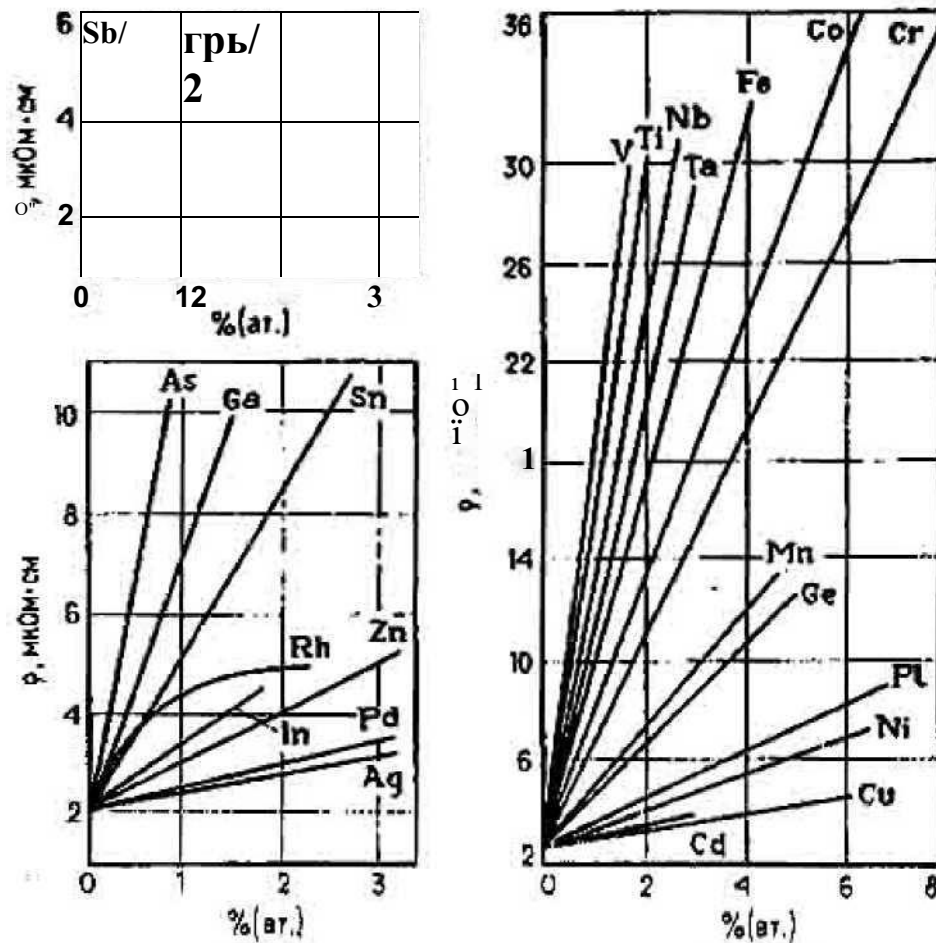 6
Sb/
грь/
2
4
2
ρ, мкОм·см
0
12
3
%(ат.)
As
Ga
Sn
10
8
6
4
2
ρ, мкОм·см
Rh
Zn
In
Pd
Ag
0
1
2
3
%(ат.)
36
Co
Cr
Fe
Nb
V
Ti
Ta
30
26
22
1
14
10
6
2
ρ,
Mn
Ge
Pl
Ni
Cu
Cd
0
2
4
6
8
%(ат.)